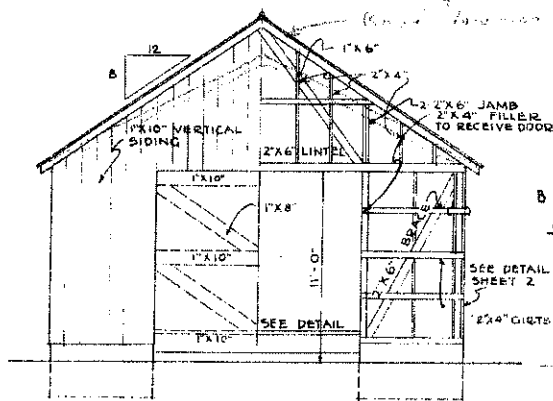 12
8
1"X6"
2"X4"
2-2"X6" JAMB
2"X4" FILLER
TO RECEIVE DOOR
1"X10" VERTICAL
SIDING
2"X6" LINTEL
1"X10"
1"X8"
1"X10"
11'-0"
2"X6" BRACE
B
SEE DETAIL
SHEET 2
2"X4" GIRTS
SEE DETAIL
1"X10"